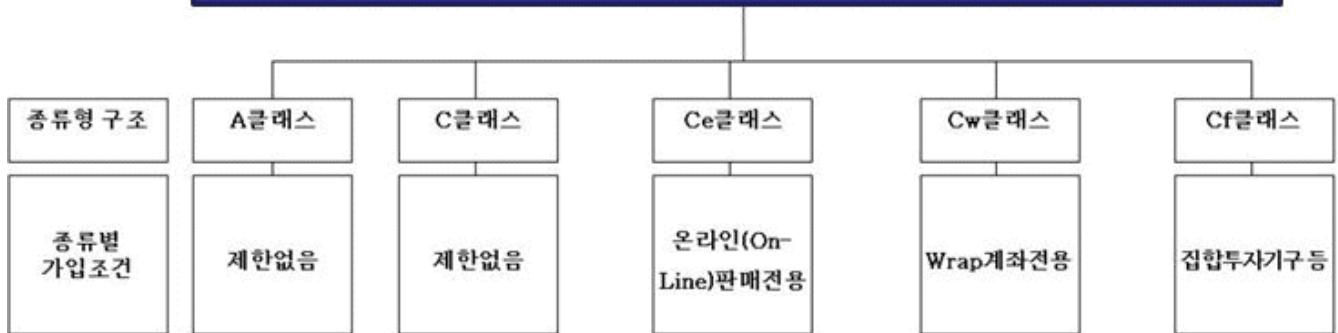 종류형 구조
A클래스
C클래스
Ce클래스
Cw클래스
Cf클래스
종류별
가입조건
제한없음
제한없음
온라인(On-
Line)판매전용
Wrap계좌전용
집합투자기구 등